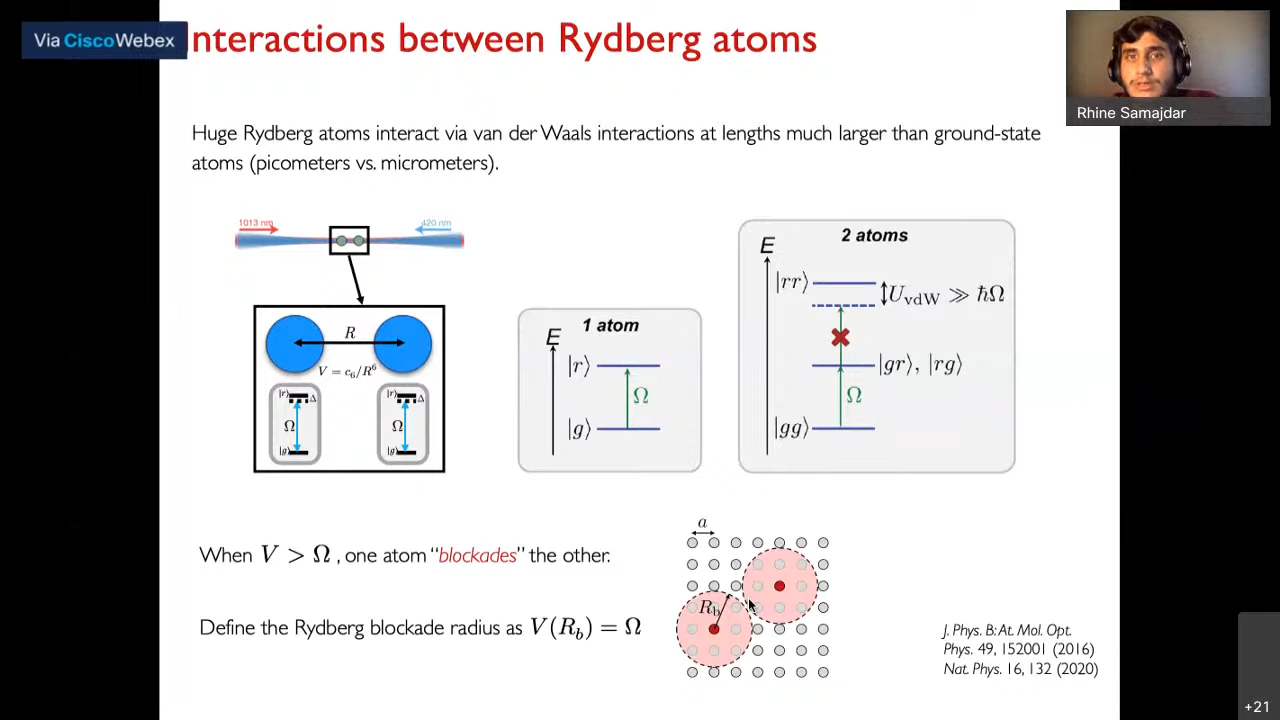 Via Cisco Webex
nteractions between Rydberg atoms
Rhine Samajdar
Huge Rydberg atoms interact via van der Waals interactions at lengths much larger than ground-state
atoms (picometers vs. micrometers).
1013 nm
420 nm
R
V = c₆/R⁶
|r⟩ Δ
Ω
|g⟩
|r⟩ Δ
Ω
|g⟩
1 atom
E
|r⟩
Ω
|g⟩
2 atoms
E
|rr⟩
U_vdW ≫ ħΩ
|gr⟩, |rg⟩
Ω
|gg⟩
When V > Ω , one atom "blockades" the other.
Define the Rydberg blockade radius as V(R_b) = Ω
a
R_b
J. Phys. B: At. Mol. Opt.
Phys. 49, 152001 (2016)
Nat. Phys. 16, 132 (2020)
+21